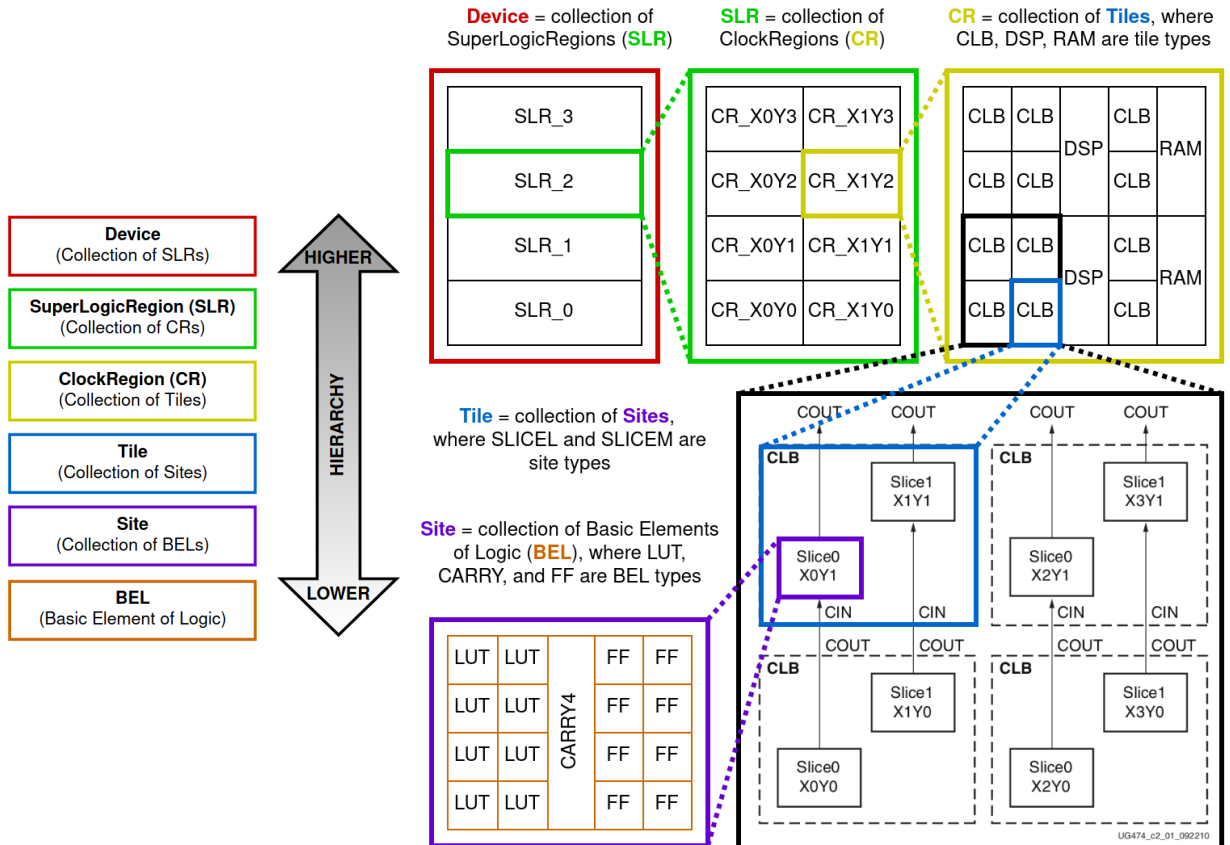 Device = collection of
SuperLogicRegions (SLR)
SLR = collection of
ClockRegions (CR)
CR = collection of Tiles, where
CLB, DSP, RAM are tile types
SLR_3
SLR_2
SLR_1
SLR_0
CR_X0Y3 CR_X1Y3
CR_X0Y2 CR_X1Y2
CR_X0Y1 CR_X1Y1
CR_X0Y0 CR_X1Y0
CLB CLB CLB
DSP RAM
CLB CLB CLB
CLB CLB CLB
DSP RAM
CLB CLB CLB
Device
(Collection of SLRs)
SuperLogicRegion (SLR)
(Collection of CRs)
ClockRegion (CR)
(Collection of Tiles)
Tile
(Collection of Sites)
Site
(Collection of BELs)
BEL
(Basic Element of Logic)
HIGHER
HIERARCHY
LOWER
Tile = collection of Sites,
where SLICEL and SLICEM are
site types
Site = collection of Basic Elements
of Logic (BEL), where LUT,
CARRY, and FF are BEL types
LUT LUT FF FF
LUT LUT FF FF
CARRY4
LUT LUT FF FF
LUT LUT FF FF
COUT COUT COUT COUT
CLB CLB
Slice1
X1Y1
Slice1
X3Y1
Slice0
X0Y1
Slice0
X2Y1
CIN CIN CIN CIN
COUT COUT COUT COUT
CLB CLB
Slice1
X1Y0
Slice1
X3Y0
Slice0
X0Y0
Slice0
X2Y0
UG474_c2_01_092210